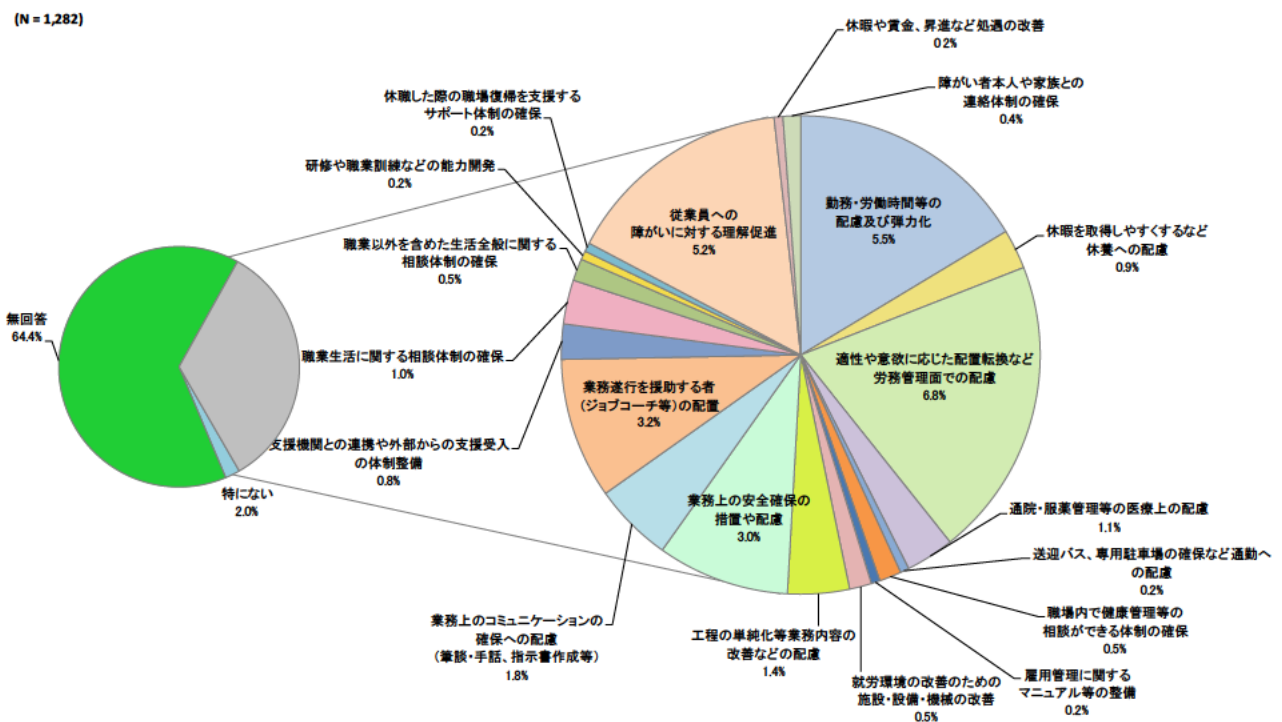 (N = 1,282)
休暇や賃金、昇進など処遇の改善
0.2%
障がい者本人や家族との
連絡体制の確保
0.4%
休職した際の職場復帰を支援する
サポート体制の確保
0.2%
研修や職業訓練などの能力開発
0.2%
職業以外を含めた生活全般に関する
相談体制の確保
0.5%
従業員への
障がいに対する理解促進
5.2%
勤務・労働時間等の
配慮及び弾力化
5.5%
休暇を取得しやすくするなど
休養への配慮
0.9%
無回答
64.4%
職業生活に関する相談体制の確保
1.0%
適性や意欲に応じた配置転換など
労務管理面での配慮
6.8%
業務遂行を援助する者
(ジョブコーチ等)の配置
3.2%
支援機関との連携や外部からの支援受入
の体制整備
0.8%
特にない
2.0%
業務上の安全確保の
措置や配慮
3.0%
通院・服薬管理等の医療上の配慮
1.1%
送迎バス、専用駐車場の確保など通勤へ
の配慮
0.2%
職場内で健康管理等の
相談ができる体制の確保
0.5%
業務上のコミュニケーションの
確保への配慮
(筆談・手話、指示書作成等)
1.8%
工程の単純化等業務内容の
改善などの配慮
1.4%
就労環境の改善のための
施設・設備・機械の改善
0.5%
雇用管理に関する
マニュアル等の整備
0.2%